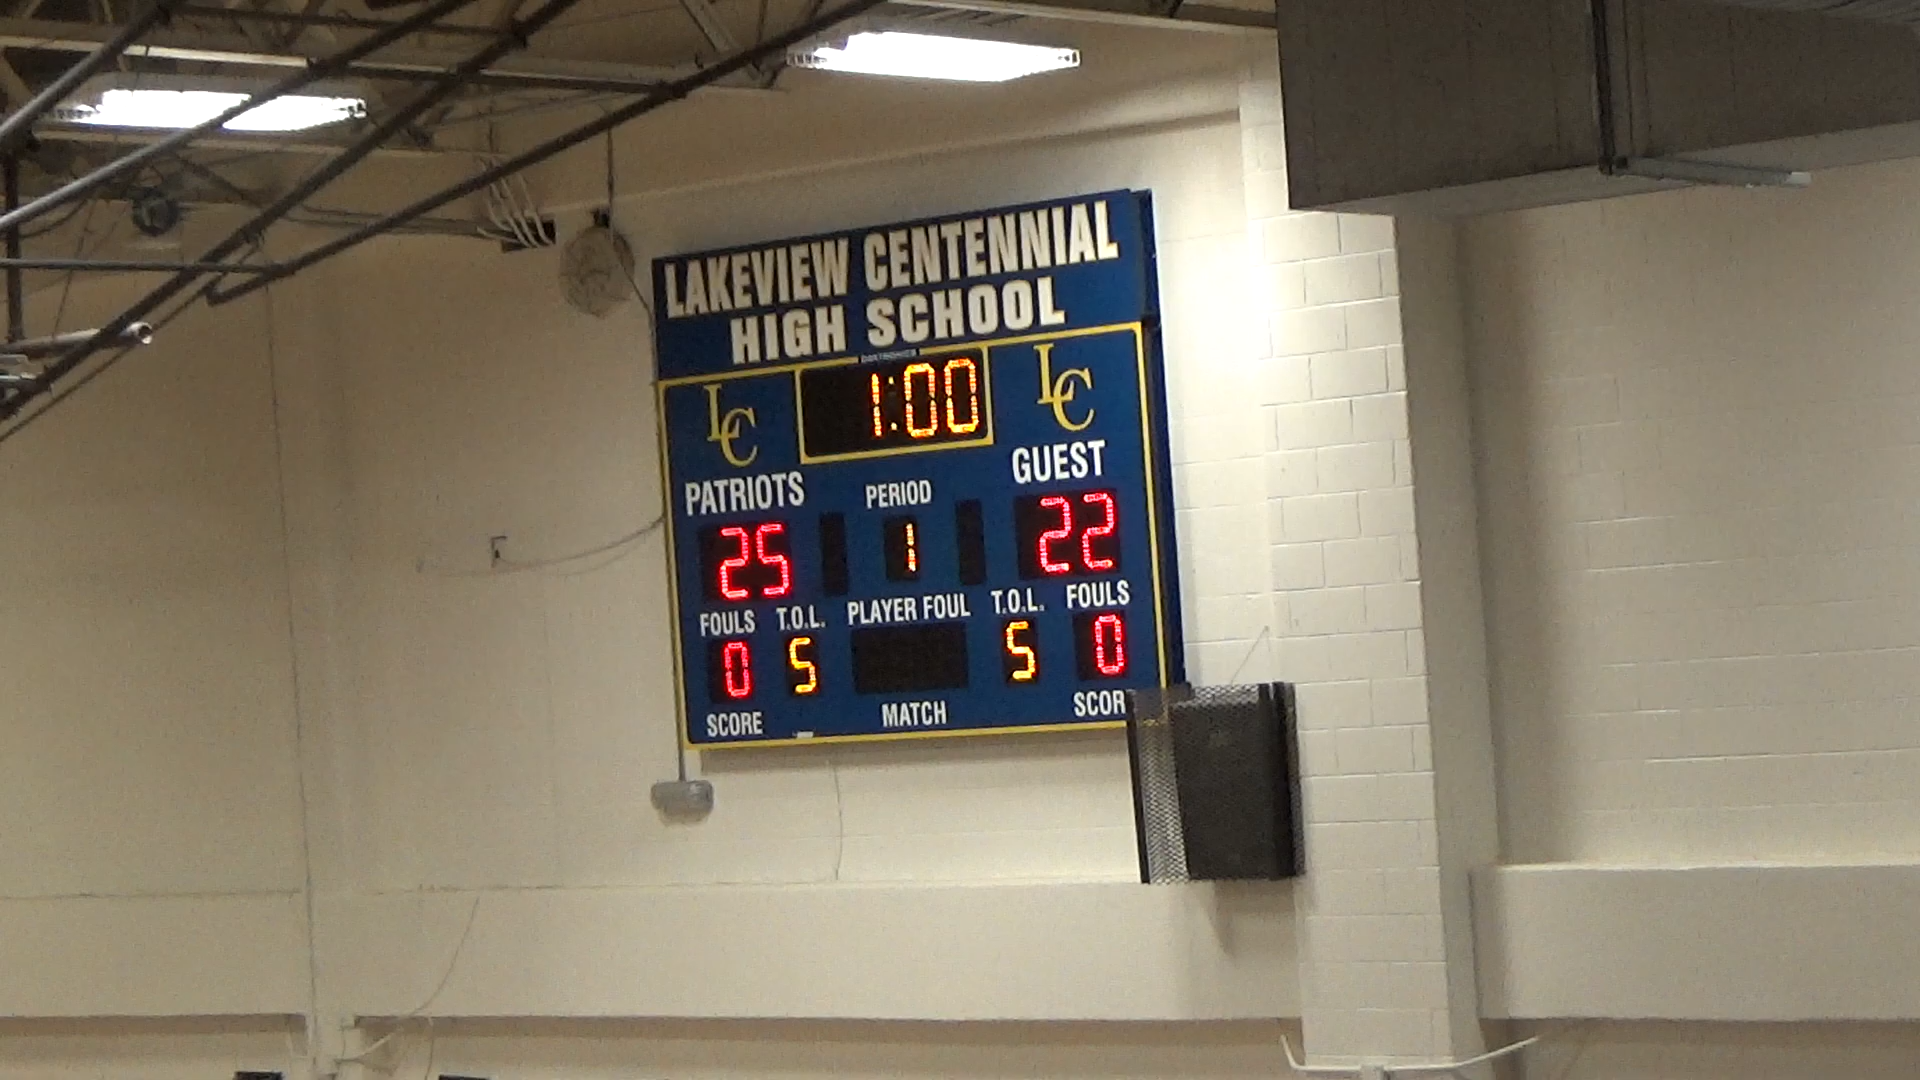 LAKEVIEW CENTENNIAL
HIGH SCHOOL
DAKTRONICS
LC 1:00 LC
PATRIOTS PERIOD GUEST
25 1 22
FOULS T.O.L. PLAYER FOUL T.O.L. FOULS
0 5 5 0
SCORE MATCH SCOR